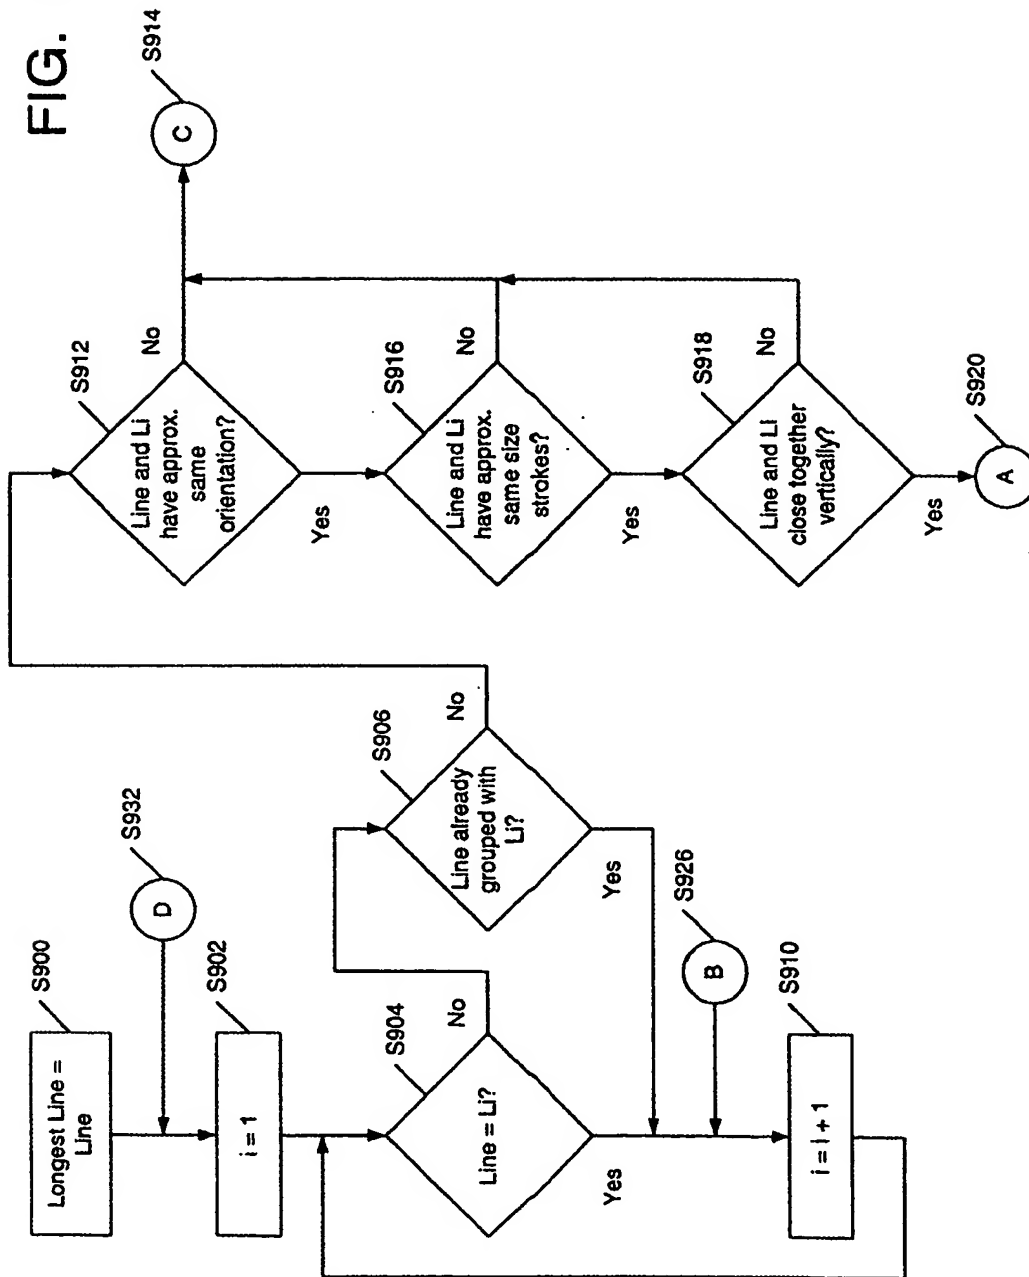 FIG.
Longest Line =
Line
S900
D
S932
i = 1
S902
Line = Li?
S904
No
Yes
Line already
grouped with
Li?
S906
No
Yes
B
S926
i = i + 1
S910
Line and Li
have approx.
same
orientation?
S912
No
Yes
C
S914
Line and Li
have approx.
same size
strokes?
S916
No
Yes
Line and Li
close together
vertically?
S918
No
Yes
A
S920